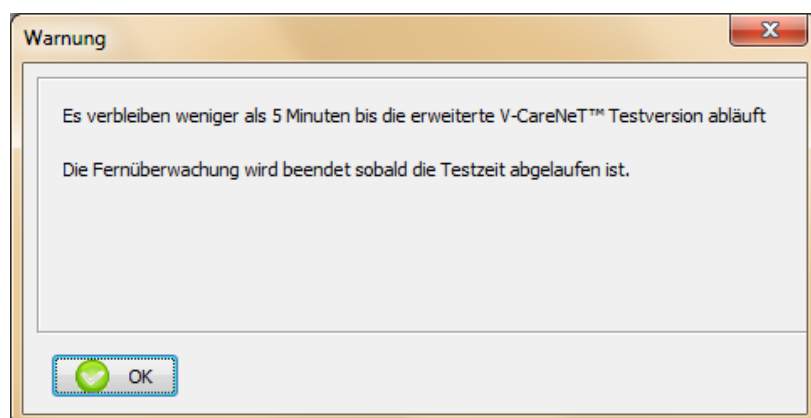 Warnung
Es verbleiben weniger als 5 Minuten bis die erweiterte V-CareNeT™ Testversion abläuft
Die Fernüberwachung wird beendet sobald die Testzeit abgelaufen ist.
OK